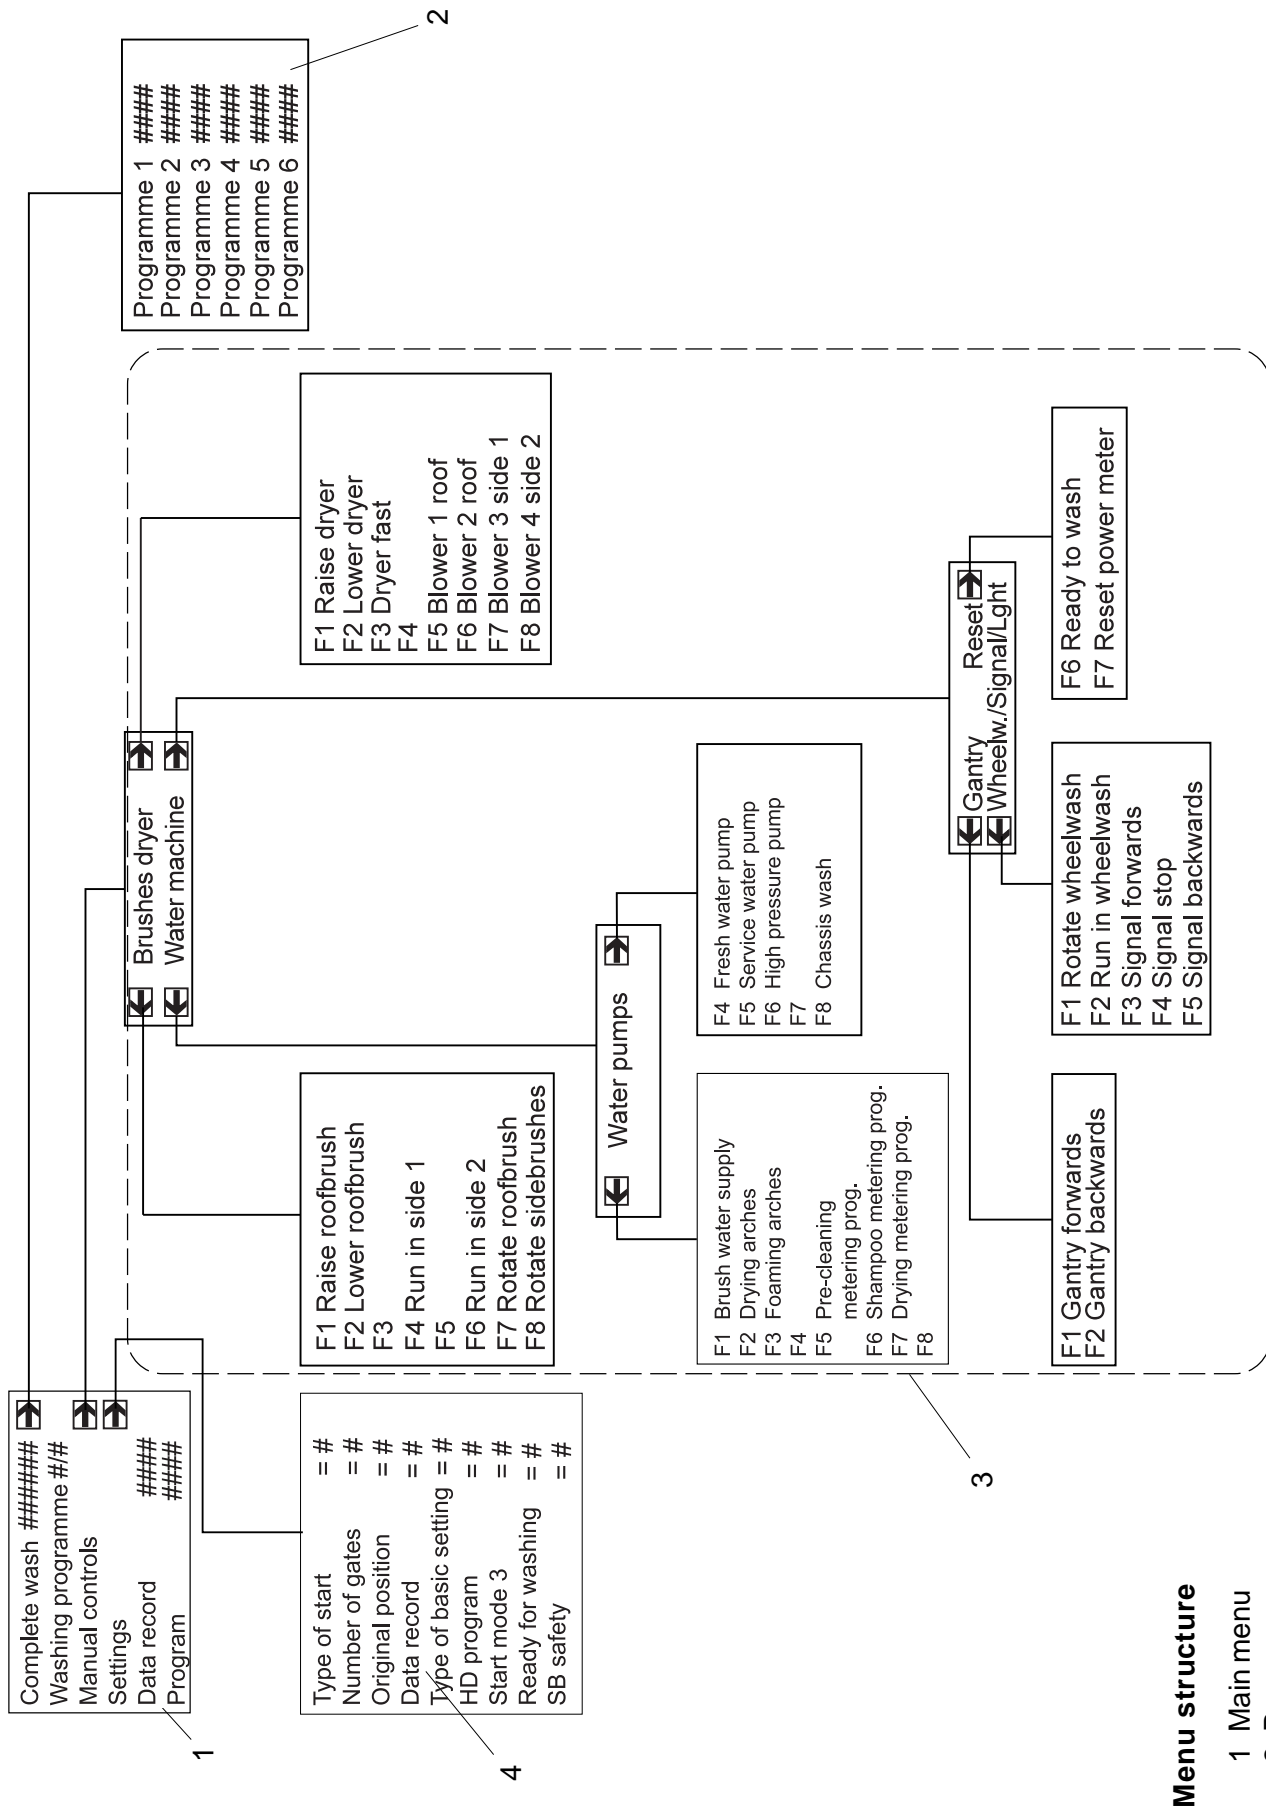 Complete wash ######
Washing programme #/#
Manual controls
Settings
Data record ####
Program ####
1
Programme 1 ####
Programme 2 ####
Programme 3 ####
Programme 4 ####
Programme 5 ####
Programme 6 ####
2
Brushes dryer
Water machine
F1 Raise roofbrush
F2 Lower roofbrush
F3
F4 Run in side 1
F5
F6 Run in side 2
F7 Rotate roofbrush
F8 Rotate sidebrushes
F1 Raise dryer
F2 Lower dryer
F3 Dryer fast
F4
F5 Blower 1 roof
F6 Blower 2 roof
F7 Blower 3 side 1
F8 Blower 4 side 2
Type of start = #
Number of gates = #
Original position = #
Data record = #
Type of basic setting = #
HD program = #
Start mode 3 = #
Ready for washing = #
SB safety = #
4
Water pumps
F1 Brush water supply
F2 Drying arches
F3 Foaming arches
F4
F5 Pre-cleaning
metering prog.
F6 Shampoo metering prog.
F7 Drying metering prog.
F8
F4 Fresh water pump
F5 Service water pump
F6 High pressure pump
F7
F8 Chassis wash
Gantry Reset
Wheelw./Signal/Lght
F1 Gantry forwards
F2 Gantry backwards
F1 Rotate wheelwash
F2 Run in wheelwash
F3 Signal forwards
F4 Signal stop
F5 Signal backwards
F6 Ready to wash
F7 Reset power meter
3
Menu structure
1 Main menu